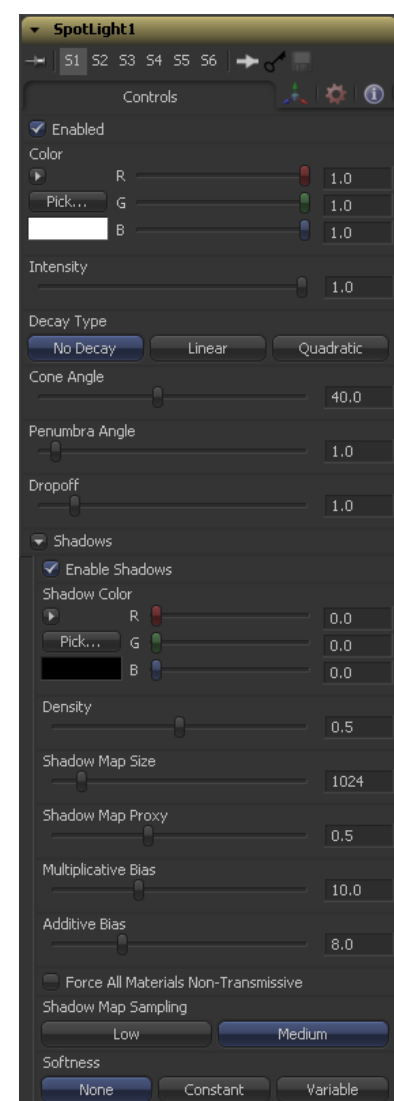 SpotLight1
S1 S2 S3 S4 S5 S6
Controls
Enabled
Color
R 1.0
Pick... G 1.0
B 1.0
Intensity
1.0
Decay Type
No Decay Linear Quadratic
Cone Angle
40.0
Penumbra Angle
1.0
Dropoff
1.0
Shadows
Enable Shadows
Shadow Color
R 0.0
Pick... G 0.0
B 0.0
Density
0.5
Shadow Map Size
1024
Shadow Map Proxy
0.5
Multiplicative Bias
10.0
Additive Bias
8.0
Force All Materials Non-Transmissive
Shadow Map Sampling
Low Medium
Softness
None Constant Variable